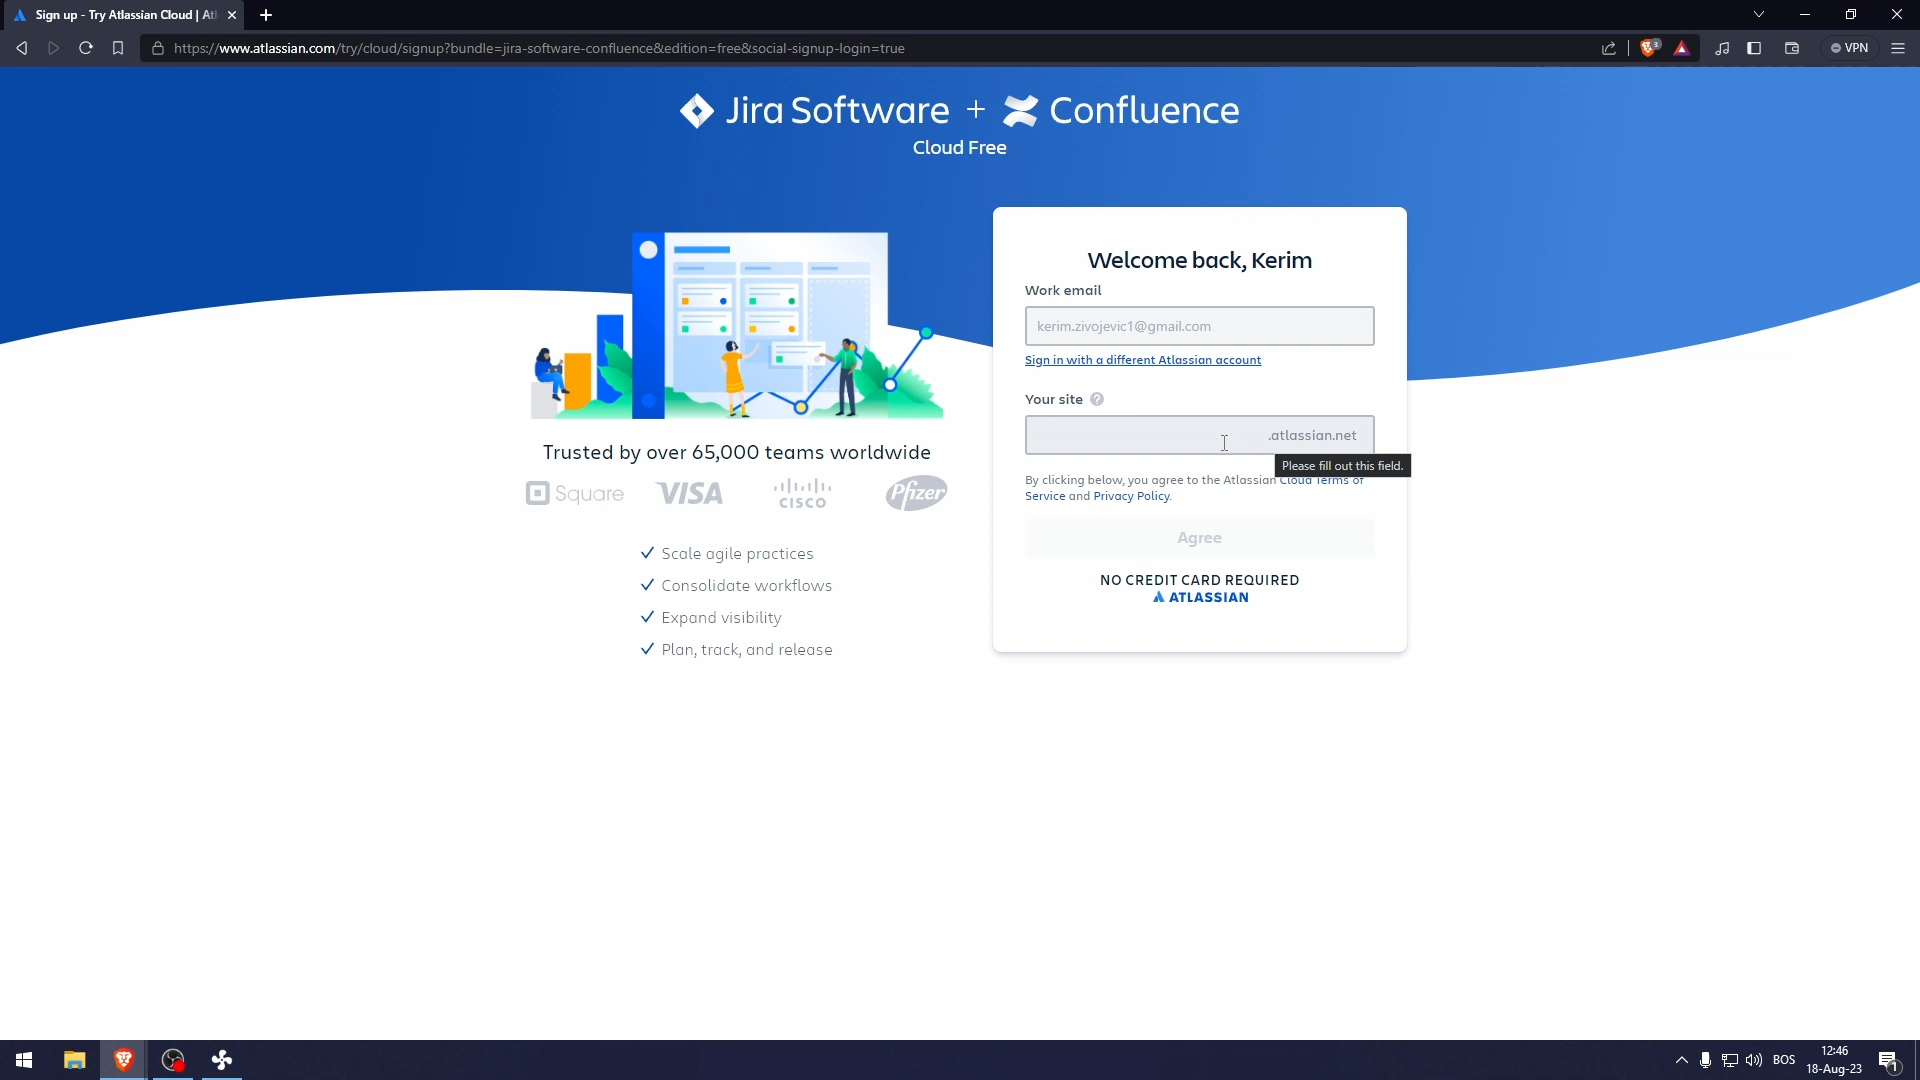 Sign up - Try Atlassian Cloud | Atl
https://www.atlassian.com/try/cloud/signup?bundle=jira-software-confluence&edition=free&social-signup-login=true
3
VPN
Jira Software + Confluence
Cloud Free
Welcome back, Kerim
Work email
kerim.zivojevic1@gmail.com
Sign in with a different Atlassian account
Your site ?
.atlassian.net
Please fill out this field.
By clicking below, you agree to the Atlassian Cloud Terms of
Service and Privacy Policy.
Agree
NO CREDIT CARD REQUIRED
ATLASSIAN
Trusted by over 65,000 teams worldwide
Square VISA CISCO Pfizer
Scale agile practices
Consolidate workflows
Expand visibility
Plan, track, and release
BOS
12:46
18-Aug-23
1